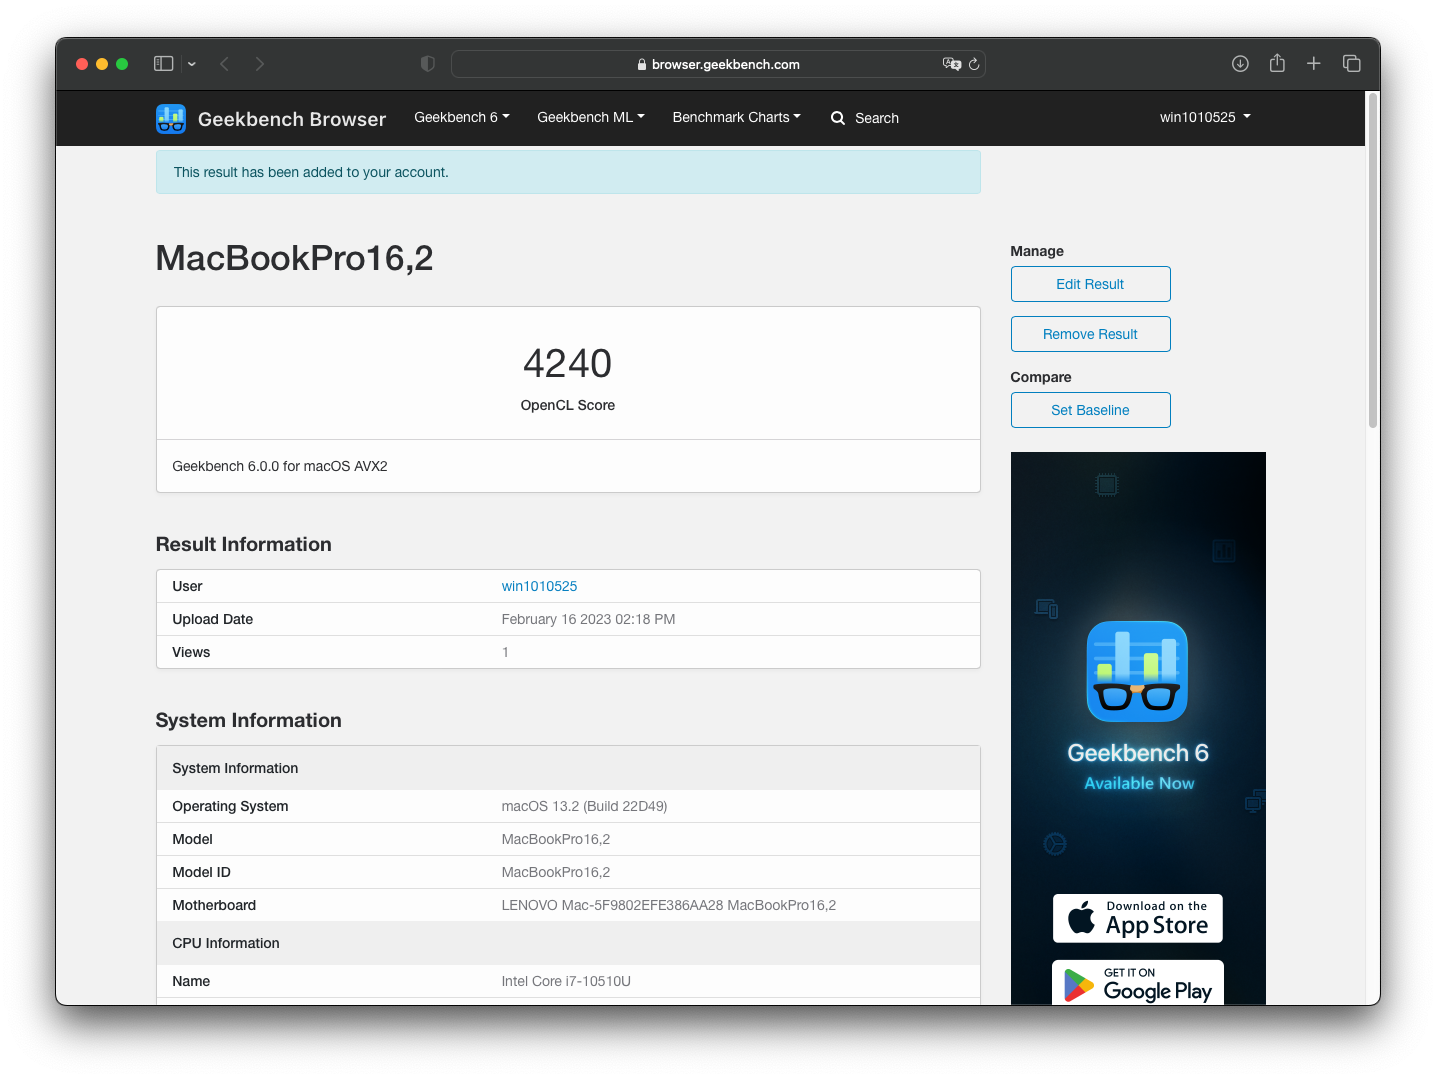 browser.geekbench.com
Geekbench Browser
Geekbench 6
Geekbench ML
Benchmark Charts
Search
win1010525
This result has been added to your account.
MacBookPro16,2
4240
OpenCL Score
Geekbench 6.0.0 for macOS AVX2
Result Information
User win1010525
Upload Date February 16 2023 02:18 PM
Views 1
System Information
System Information
Operating System macOS 13.2 (Build 22D49)
Model MacBookPro16,2
Model ID MacBookPro16,2
Motherboard LENOVO Mac-5F9802EFE386AA28 MacBookPro16,2
CPU Information
Name Intel Core i7-10510U
Manage
Edit Result
Remove Result
Compare
Set Baseline
Geekbench 6
Available Now
Download on the
App Store
GET IT ON
Google Play